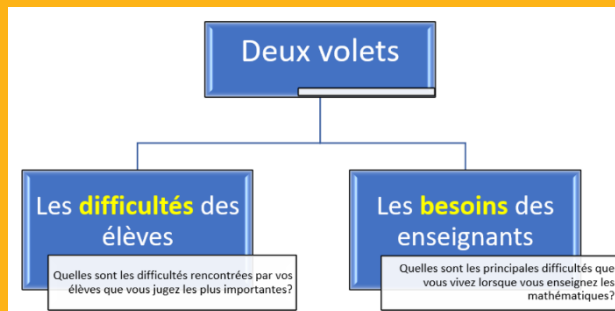 Deux volets
Les difficultés des
élèves
Quelles sont les difficultés rencontrées par vos
élèves que vous jugez les plus importantes?
Les besoins des
enseignants
Quelles sont les principales difficultés que
vous vivez lorsque vous enseignez les
mathématiques?